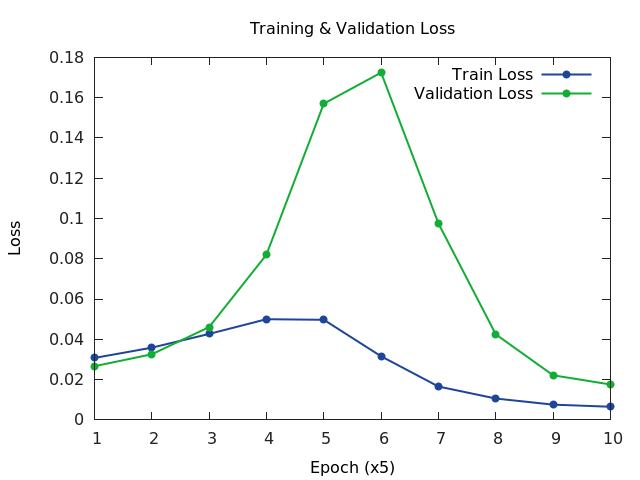 Training & Validation Loss
Train Loss
Validation Loss
0.18
0.16
0.14
0.12
0.1
0.08
0.06
0.04
0.02
0
Loss
1 2 3 4 5 6 7 8 9 10
Epoch (x5)